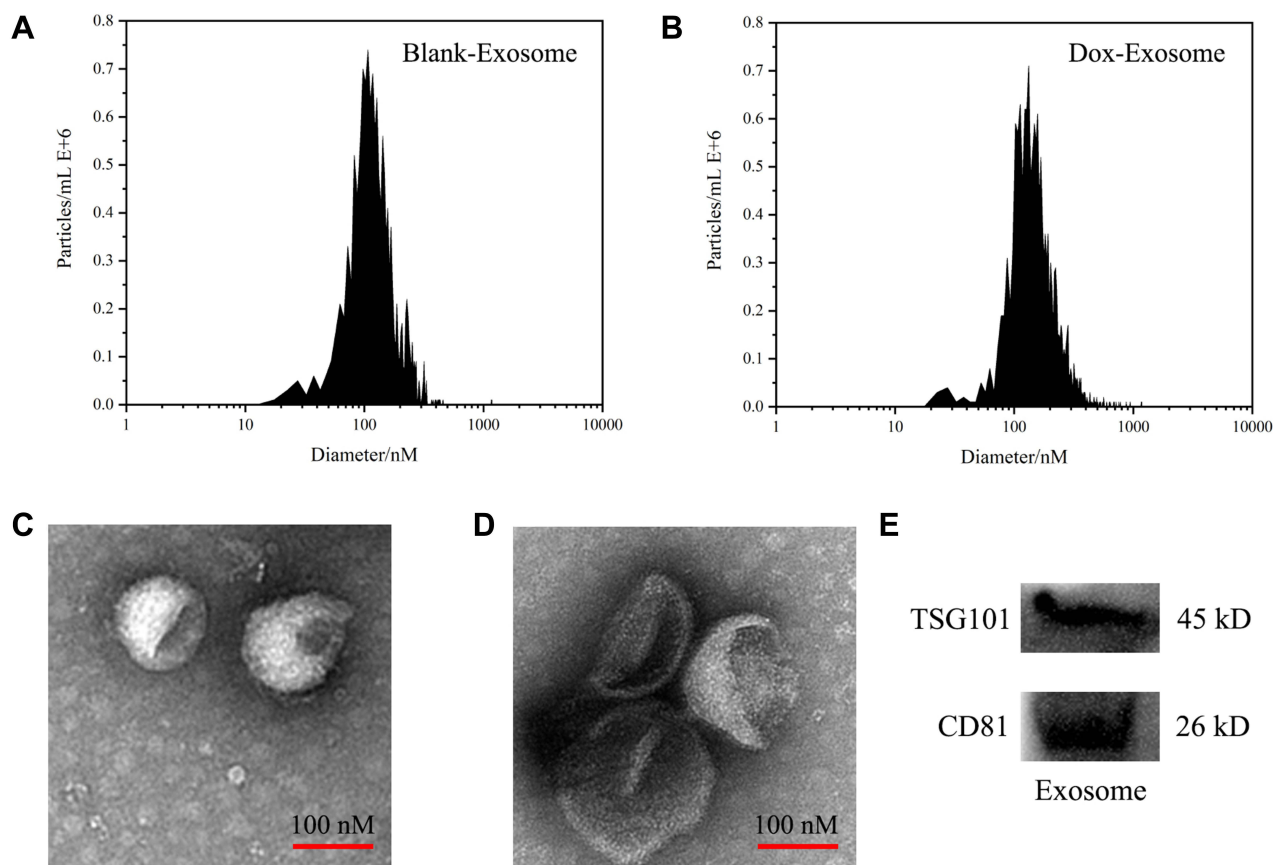 A
Blank-Exosome
Particles/mL E+6
0.8
0.7
0.6
0.5
0.4
0.3
0.2
0.1
0.0
1 10 100 1000 10000
Diameter/nM
B
Dox-Exosome
Particles/mL E+6
0.8
0.7
0.6
0.5
0.4
0.3
0.2
0.1
0.0
1 10 100 1000 10000
Diameter/nM
C
100 nM
D
100 nM
E
TSG101 45 kD
CD81 26 kD
Exosome